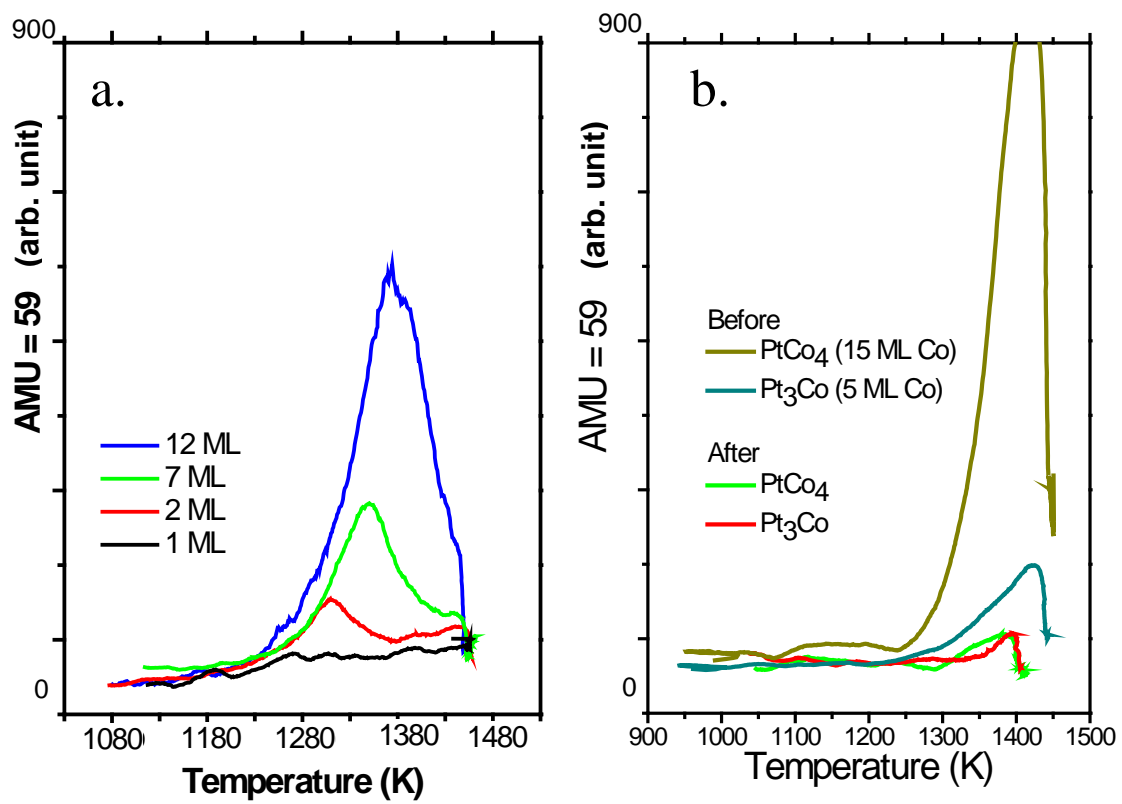 900
a.
AMU = 59 (arb. unit)
12 ML
7 ML
2 ML
1 ML
0
1080 1180 1280 1380 1480
Temperature (K)
900
b.
AMU = 59 (arb. unit)
Before
PtCo4 (15 ML Co)
Pt3Co (5 ML Co)
After
PtCo4
Pt3Co
0
900 1000 1100 1200 1300 1400 1500
Temperature (K)